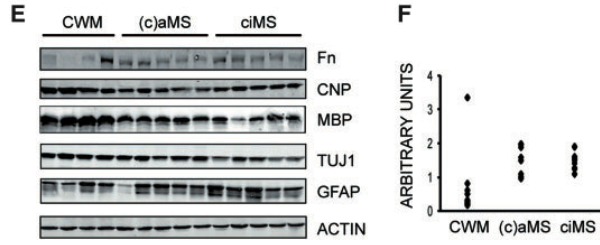 E
CWM (c)aMS ciMS
Fn
CNP
MBP
TUJ1
GFAP
ACTIN
F
ARBITRARY UNITS
4
3
2
1
0
CWM (c)aMS ciMS